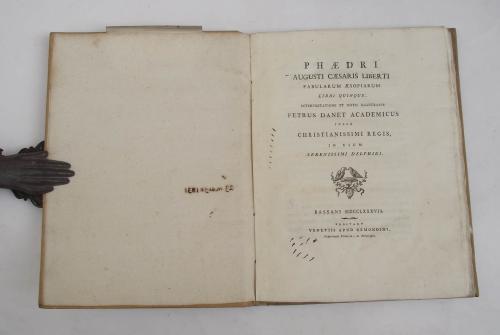 PHÆDRI
AUGUSTI CÆSARIS LIBERTI
FABULARUM ÆSOPIARUM
LIBRI QUINQUE.
INTERPRETATIONE ET NOTIS ILLUSTRAVIT
PETRUS DANET ACADEMICUS
JUSSU
CHRISTIANISSIMI REGIS,
IN USUM
SERENISSIMI DELPHINI.
BASSANI MDCCLXXXVII.
PROSTANT
VENETIIS APUD REMONDINI.